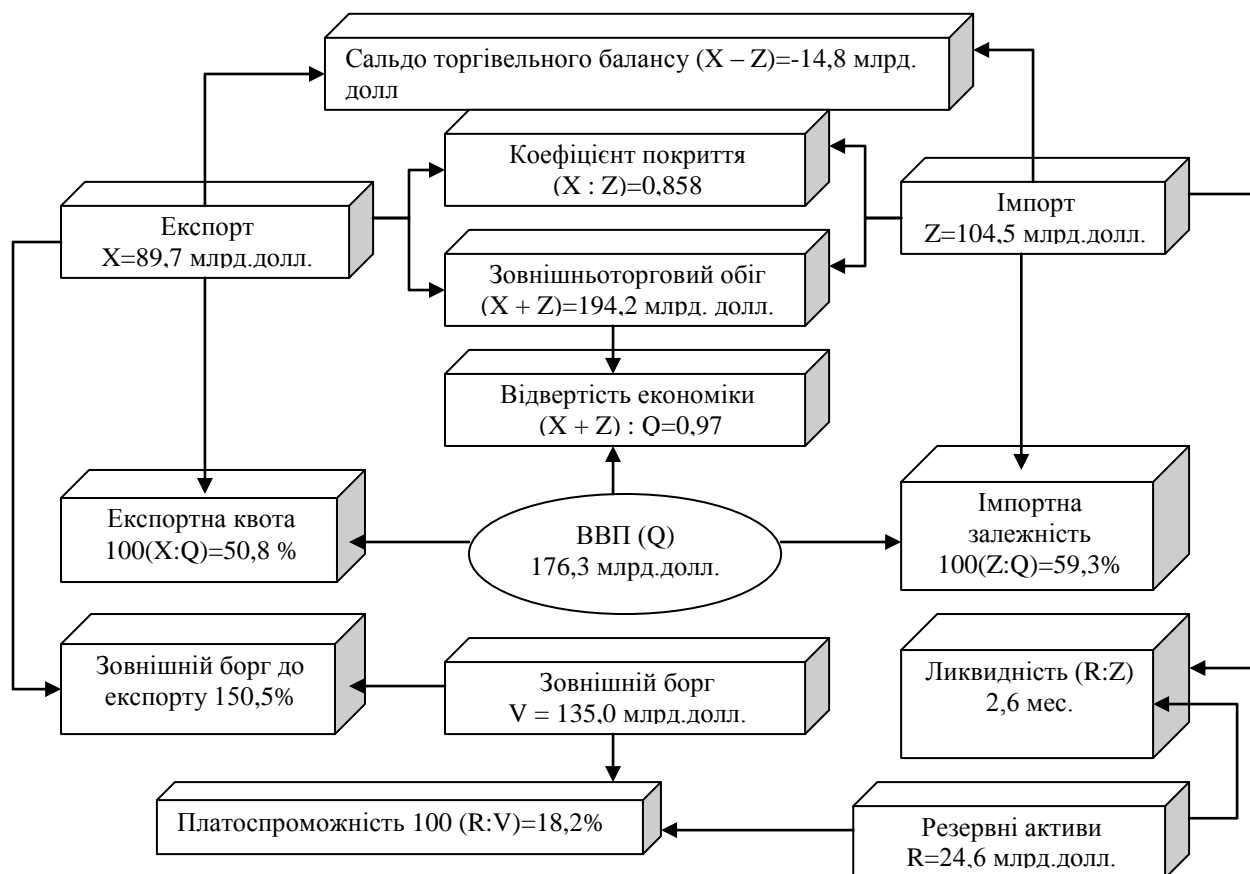 Сальдо торгівельного балансу (X – Z)=-14,8 млрд.
долл
Коефіцієнт покриття
(X : Z)=0,858
Експорт
X=89,7 млрд.долл.
Імпорт
Z=104,5 млрд.долл.
Зовнішньоторговий обіг
(X + Z)=194,2 млрд. долл.
Відвертість економіки
(X + Z) : Q=0,97
Експортна квота
100(X:Q)=50,8 %
ВВП (Q)
176,3 млрд.долл.
Імпортна
залежність
100(Z:Q)=59,3%
Зовнішній борг до
експорту 150,5%
Зовнішній борг
V = 135,0 млрд.долл.
Ликвидність (R:Z)
2,6 мес.
Платоспроможність 100 (R:V)=18,2%
Резервні активи
R=24,6 млрд.долл.